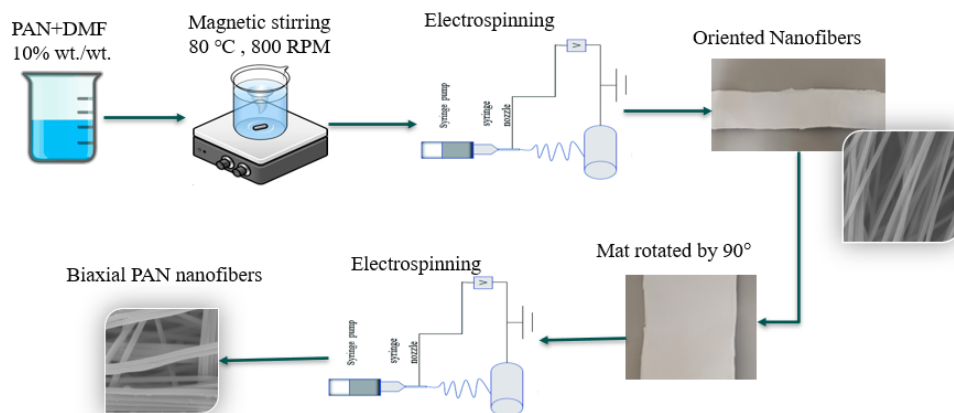 PAN+DMF
10% wt./wt.
Magnetic stirring
80 °C , 800 RPM
Electrospinning
V
Syringe pump
syringe
nozzle
Oriented Nanofibers
Mat rotated by 90°
Electrospinning
V
Syringe pump
syringe
nozzle
Biaxial PAN nanofibers